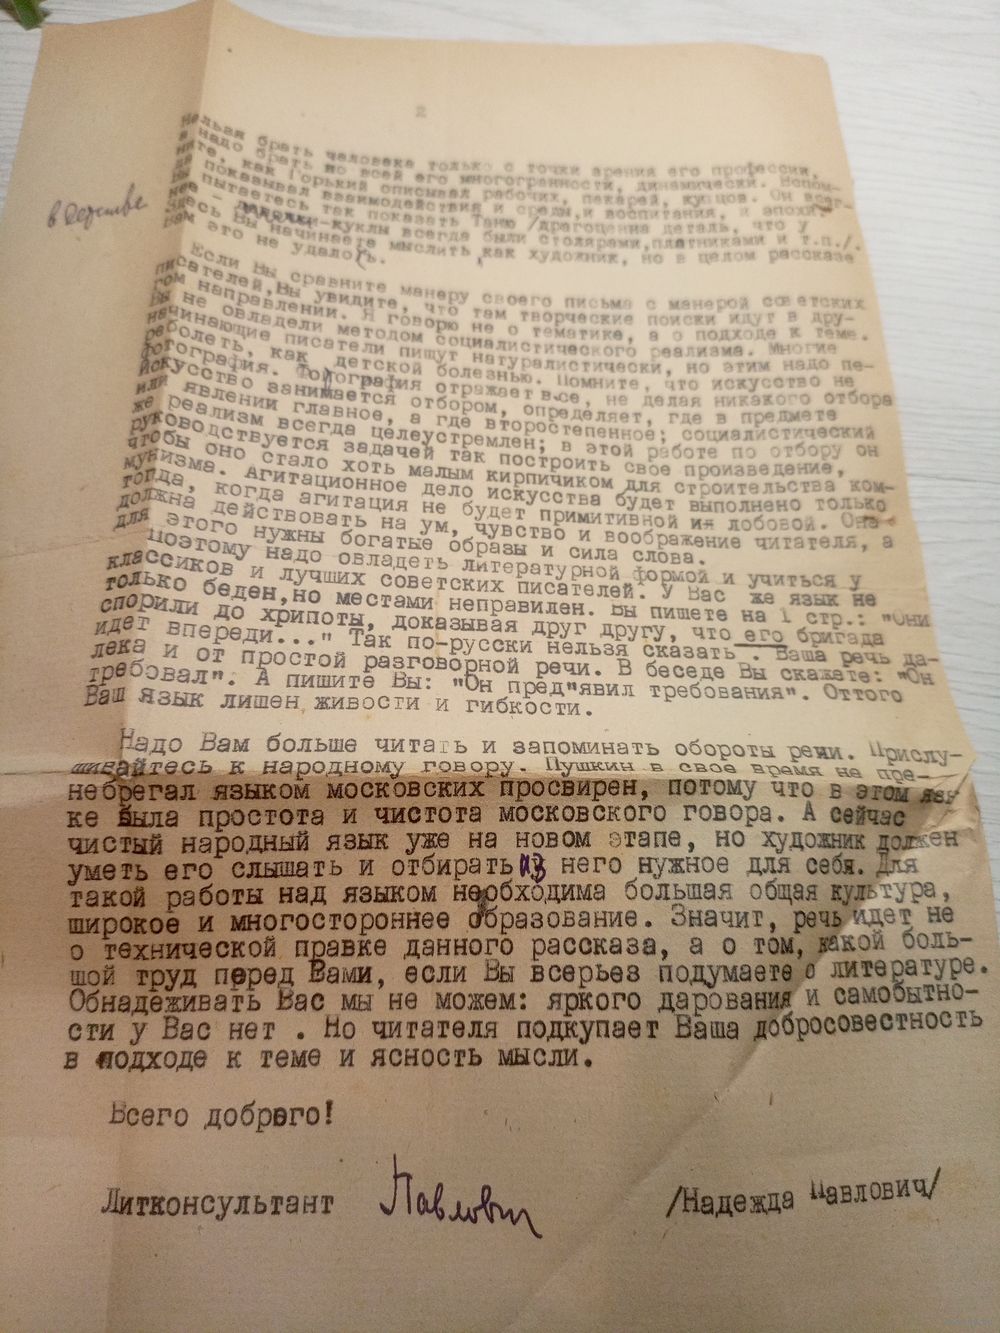 2
Нельзя брать человека только с точки зрения его профессии,
а надо брать во всей его многогранности, динамически. Вспом-
ните, как Горький описывал рабочих, пекарей, купцов. Он всег-
да показывал взаимодействия и среды, и воспитания, и эпохи.
Вы пытаетесь так показать Таню /драгоценна деталь, что у
нее
в детстве
куклы всегда были столярами, плотниками и т.п./.
Здесь Вы начинаете мыслить, как художник, но в целом рассказе
Вам это не удалось.
Если Вы сравните манеру своего письма с манерой советских
писателей, Вы увидите, что там творческие поиски идут в дру-
гом направлении. Я говорю не о тематике, а о подходе к теме.
Вы не овладели методом социалистического реализма. Многие
начинающие писатели пишут натуралистически, но этим надо пе-
реболеть, как детской болезнью. Помните, что искусство не
фотография. Фотография отражает все, не делая никакого отбора
Искусство занимается отбором, определяет, где в предмете
или явлении главное, а где второстепенное; социалистический
же реализм всегда целеустремлен; в этой работе по отбору он
руководствуется задачей так построить свое произведение,
чтобы оно стало хоть малым кирпичиком для строительства ком-
мунизма. Агитационное дело искусства будет выполнено только
тогда, когда агитация не будет примитивной и лобовой. Она
должна действовать на ум, чувство и воображение читателя, а
для этого нужны богатые образы и сила слова.
Поэтому надо овладеть литературной формой и учиться у
классиков и лучших советских писателей. У Вас же язык не
только беден, но местами неправилен. Вы пишете на 1 стр.: "Они
спорили до хрипоты, доказывая друг другу, что его бригада
идет впереди..." Так по-русски нельзя сказать . Ваша речь да-
лека и от простой разговорной речи. В беседе Вы скажете: "Он
требовал". А пишите Вы: "Он пред"явил требования". Оттого
Ваш язык лишен живости и гибкости.
Надо Вам больше читать и запоминать обороты речи. Прислу-
шивайтесь к народному говору. Пушкин в свое время не пре-
небрегал языком московских просвирен, потому что в этом язы
ке была простота и чистота московского говора. А сейчас
чистый народный язык уже на новом этапе, но художник должен
уметь его слышать и отбирать из него нужное для себя. Для
такой работы над языком необходима большая общая культура,
широкое и многостороннее образование. Значит, речь идет не
о технической правке данного рассказа, а о том, какой боль-
шой труд перед Вами, если Вы всерьез подумаете о литературе.
Обнадеживать Вас мы не можем: яркого дарования и самобытно-
сти у Вас нет . Но читателя подкупает Ваша добросовестность
в подходе к теме и ясность мысли.
Всего доброго!
Литконсультант Павлович /Надежда Павлович/